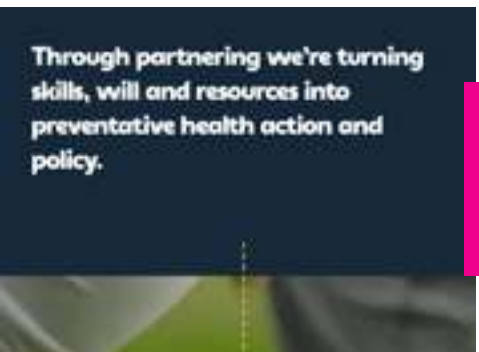 Through partnering we're turning
skills, will and resources into
preventative health action and
policy.